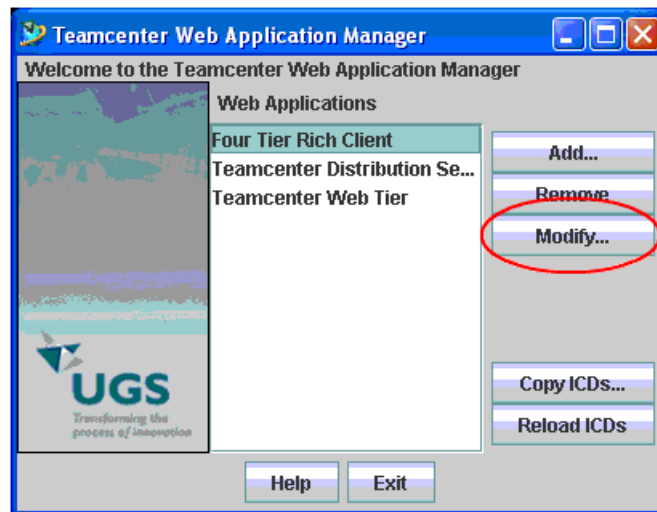 Teamcenter Web Application Manager
Welcome to the Teamcenter Web Application Manager
Web Applications
Four Tier Rich Client
Teamcenter Distribution Se...
Teamcenter Web Tier
Add...
Remove
Modify...
Copy ICDs...
Reload ICDs
UGS
Transforming the
process of innovation
Help Exit